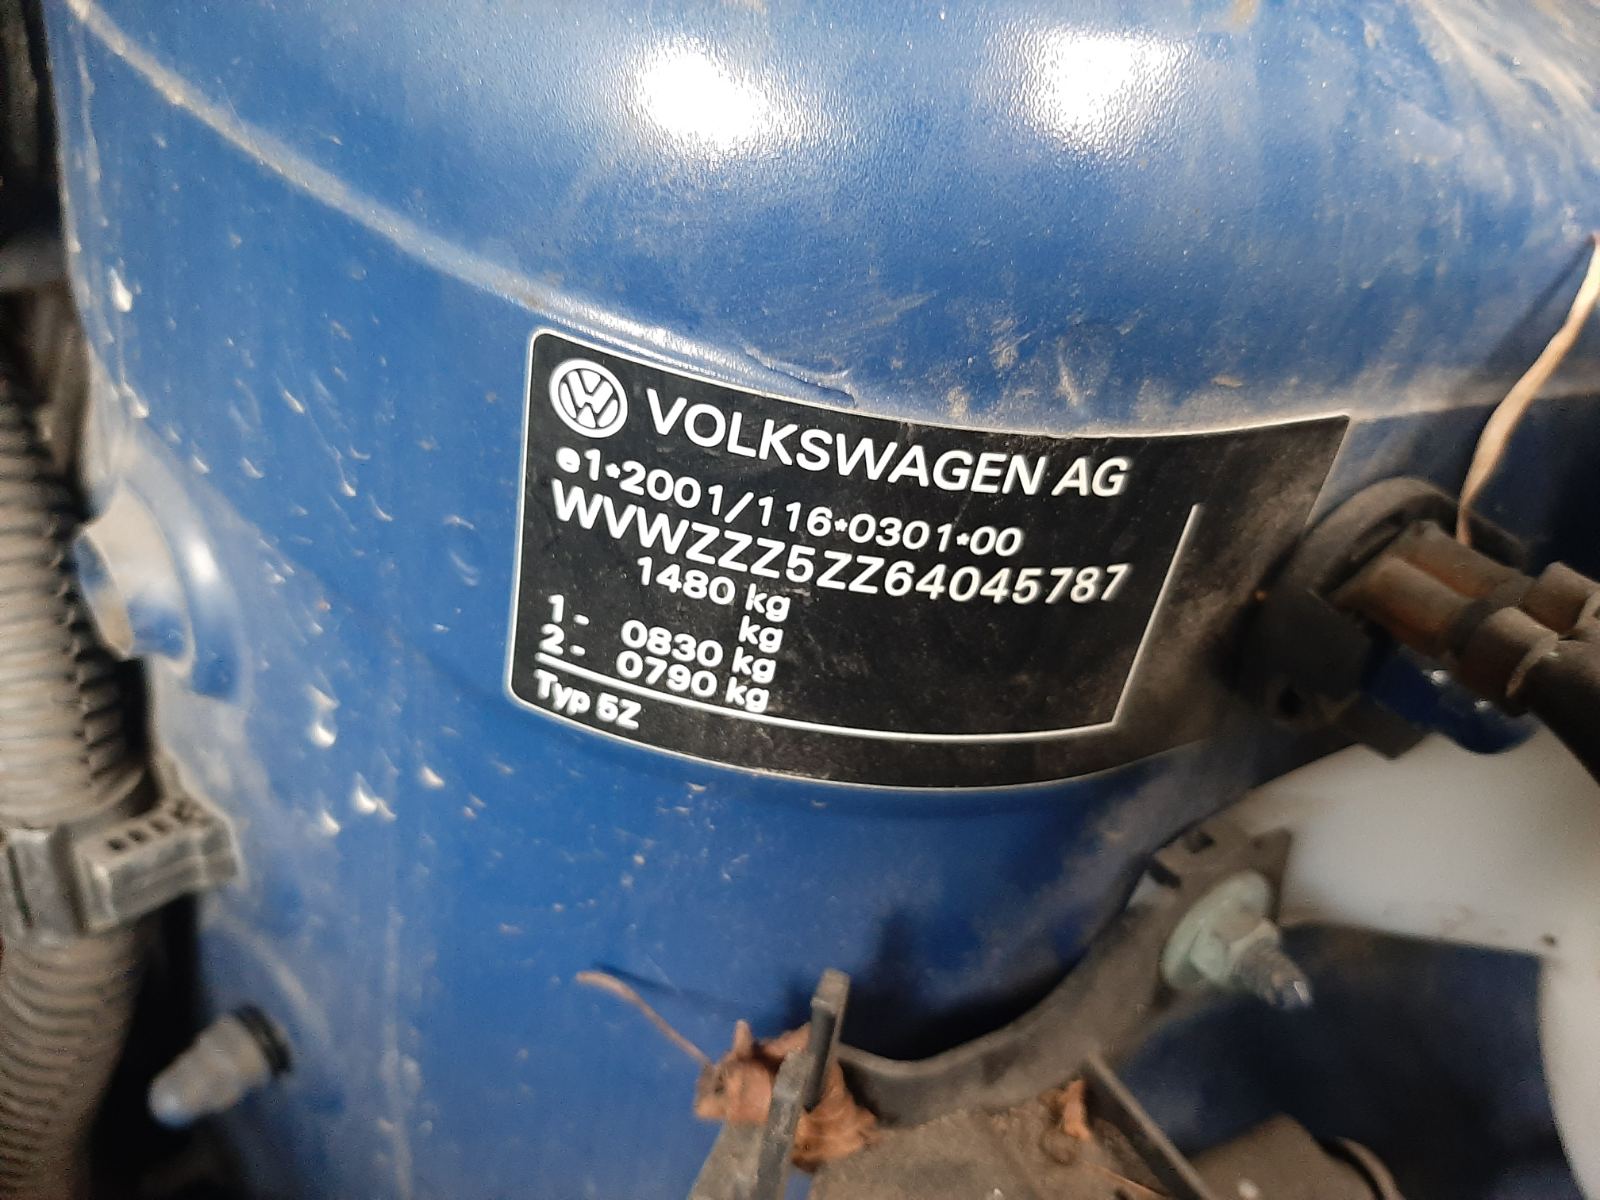 VOLKSWAGEN AG
e1*2001/116*0301*00
WVWZZZ5ZZ64045787
1480 kg
kg
1 - 0830 kg
2 - 0790 kg
Typ 5Z